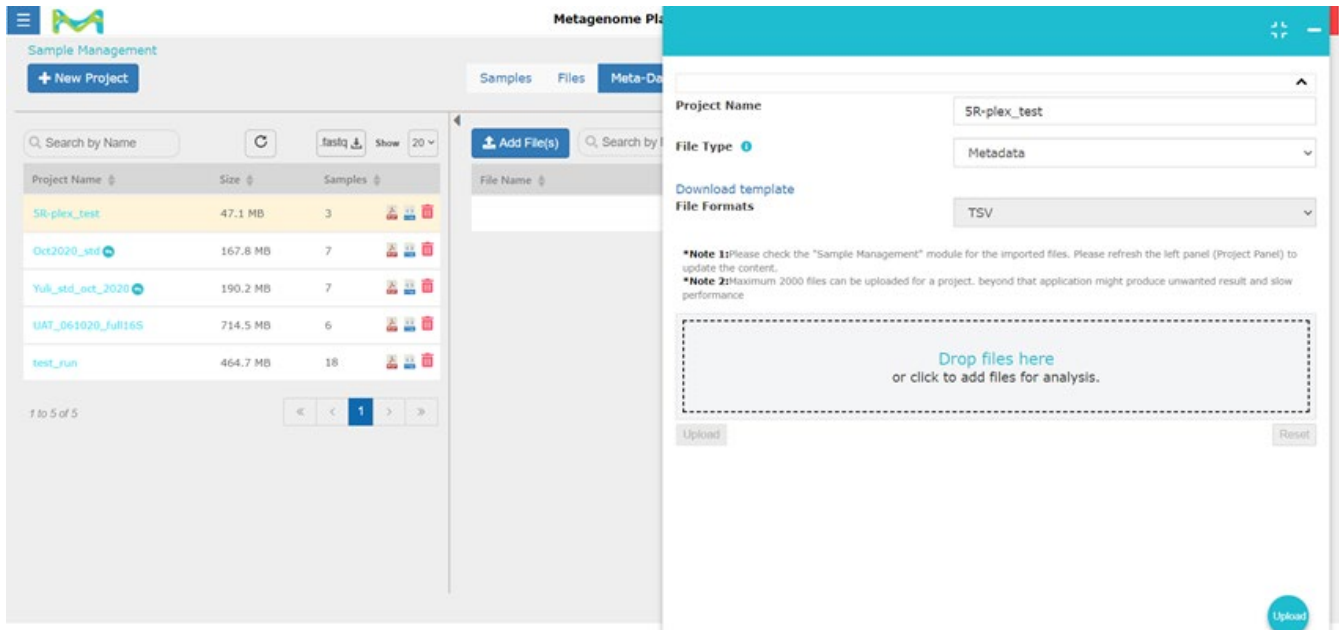 Metagenome Pla
Sample Management
+ New Project
Samples Files Meta-Da
Search by Name
.fastq
Show 20
Project Name Size Samples
5R-plex_test 47.1 MB 3
Oct2020_std 167.8 MB 7
Yuli_std_oct_2020 190.2 MB 7
UAT_061020_full16S 714.5 MB 6
test_run 464.7 MB 18
1 to 5 of 5
« < 1 > »
Add File(s)
Search by
File Name
Project Name 5R-plex_test
File Type Metadata
Download template
File Formats TSV
*Note 1:Please check the "Sample Management" module for the imported files. Please refresh the left panel (Project Panel) to
update the content.
*Note 2:Maximum 2000 files can be uploaded for a project. beyond that application might produce unwanted result and slow
performance
Drop files here
or click to add files for analysis.
Upload Reset
Upload